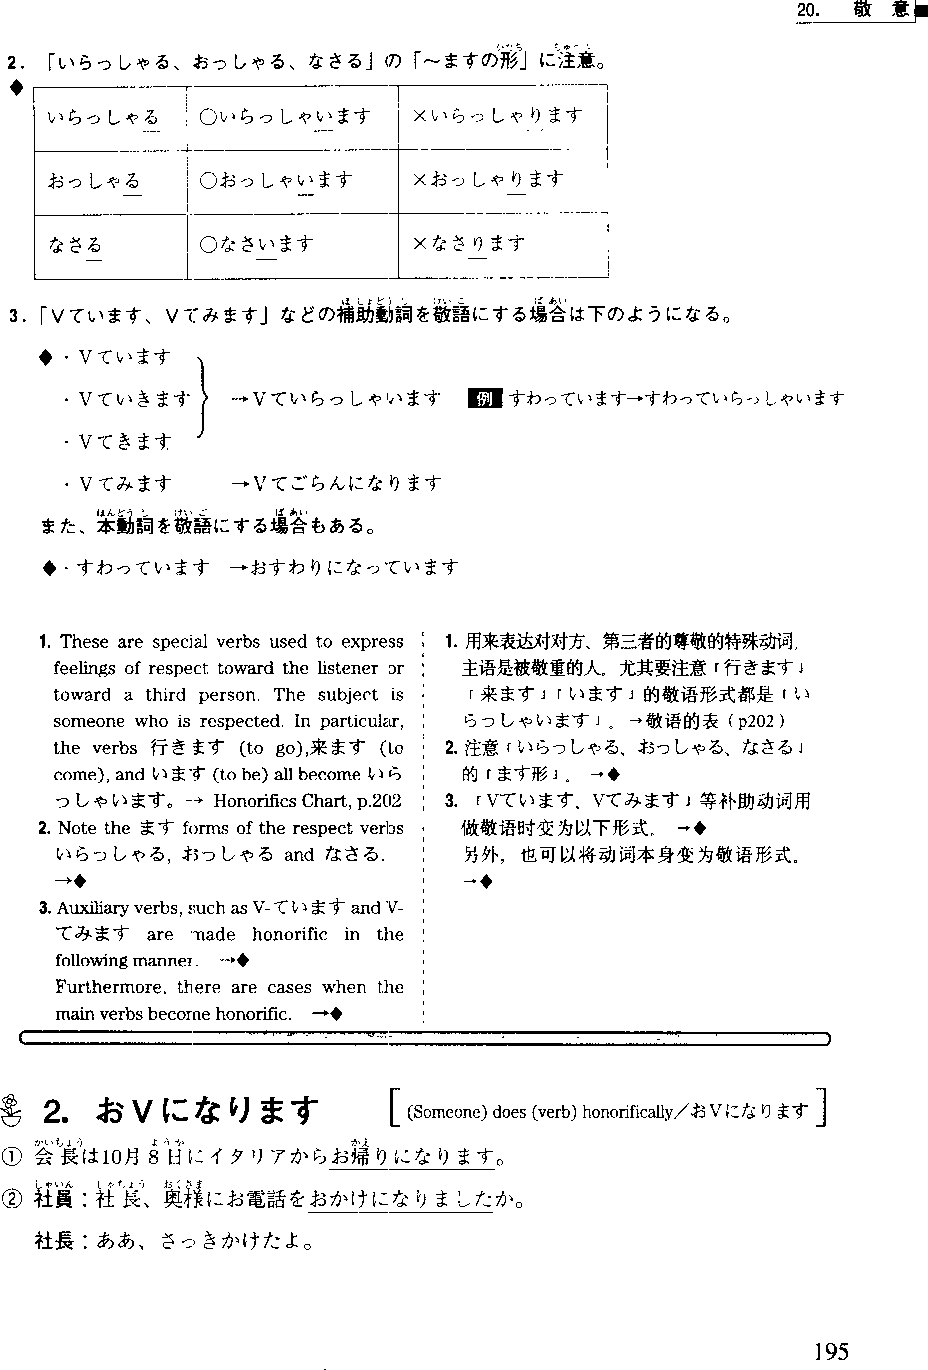 20. 敬意
2. 「いらっしゃる、おっしゃる、なさる」の「～ますの形」に注意。
◆
いらっしゃる ○いらっしゃいます ×いらっしゃります
おっしゃる ○おっしゃいます ×おっしゃります
なさる ○なさいます ×なさります
3. 「Vています、Vてみます」などの補助動詞を敬語にする場合は下のようになる。
◆・Vています
・Vていきます →Vていらっしゃいます 例 すわっています→すわっていらっしゃいます
・Vてきます
・Vてみます →Vてごらんになります
また、本動詞を敬語にする場合もある。
◆・すわっています →おすわりになっています
1. These are special verbs used to express
feelings of respect toward the listener or
toward a third person. The subject is
someone who is respected. In particular,
the verbs 行きます (to go),来ます (to
come), and います (to be) all become いら
っしゃいます。→ Honorifics Chart, p.202
2. Note the ます forms of the respect verbs
いらっしゃる, おっしゃる and なさる.
→◆
3. Auxiliary verbs, such as V-ています and V-
てみます are made honorific in the
following manner. →◆
Furthermore, there are cases when the
main verbs become honorific. →◆
1. 用来表达对对方、第三者的尊敬的特殊动词,
主语是被敬重的人。尤其要注意「行きます」
「来ます」「います」的敬语形式都是「い
らっしゃいます」。→敬语的表(p202)
2. 注意「いらっしゃる、おっしゃる、なさる」
的「ます形」。→◆
3. 「Vています、Vてみます」等补助动词用
做敬语时变为以下形式。→◆
另外，也可以将动词本身变为敬语形式。
→◆
2. おVになります [(Someone) does (verb) honorifically／おVになります]
① 会長は10月8日にイタリアからお帰りになります。
② 社員：社長、奥様にお電話をおかけになりましたか。
社長：ああ、さっきかけたよ。
195